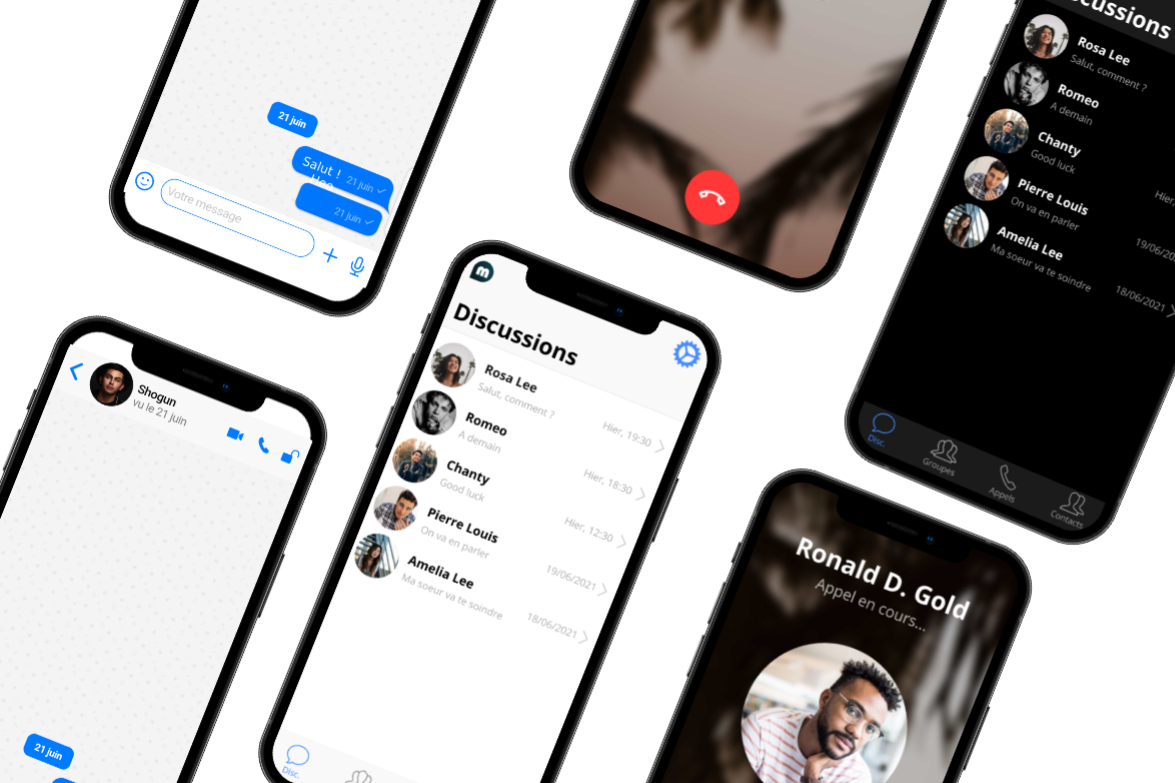 21 juin
Salut ! 21 juin
21 juin
Votre message
Shogun
vu le 21 juin
21 juin
m
Discussions
Rosa Lee
Salut, comment ?
Hier, 19:30
Romeo
A demain
Hier, 18:30
Chanty
Good luck
Hier, 12:30
Pierre Louis
On va en parler
19/06/2021
Amelia Lee
Ma soeur va te soindre
18/06/2021
Disc.
Ronald D. Gold
Appel en cours...
cussions
Rosa Lee
Salut, comment ?
Romeo
A demain
Chanty
Good luck
Hier,
Pierre Louis
On va en parler
19/06/20
Amelia Lee
Ma soeur va te soindre
18/06/2021
Disc.
Groupes
Appels
Contacts